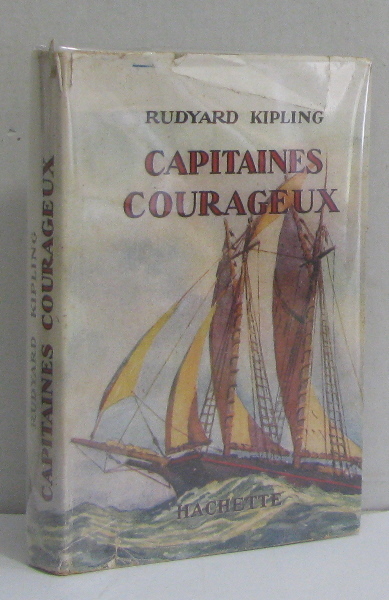 RUDYARD KIPLING
CAPITAINES
COURAGEUX
HACHETTE
RUDYARD KIPLING
CAPITAINES COURAGEUX